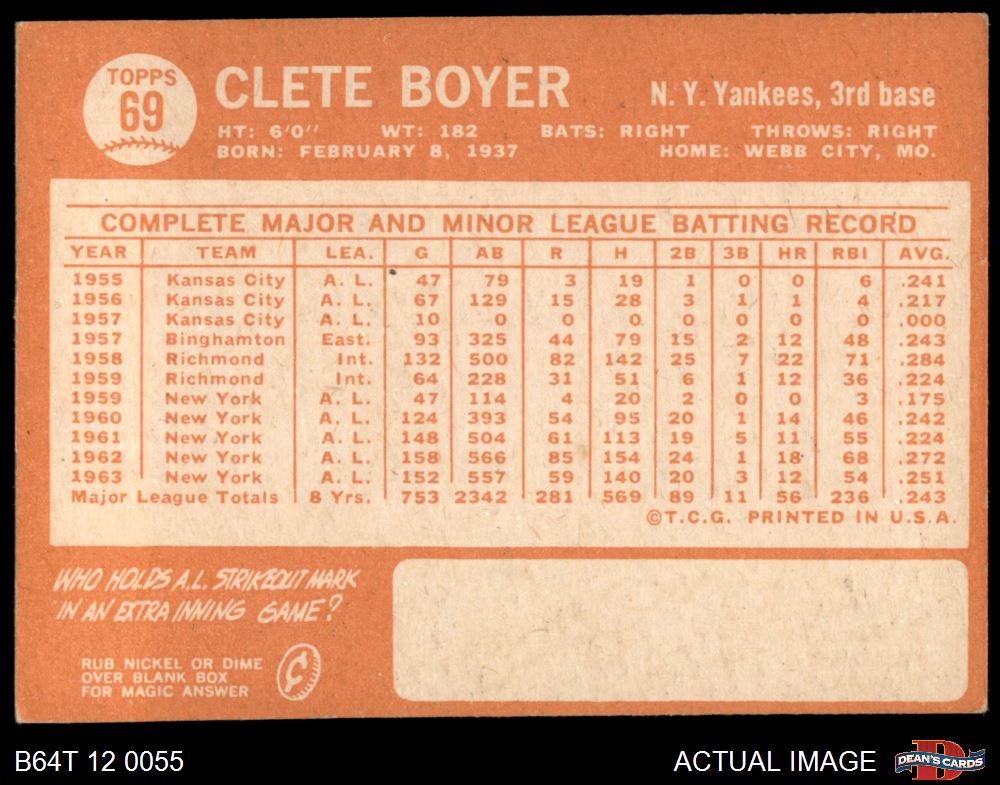 TOPPS
69
CLETE BOYER
N. Y. Yankees, 3rd base
HT: 6'0" WT: 182 BATS: RIGHT THROWS: RIGHT
BORN: FEBRUARY 8, 1937 HOME: WEBB CITY, MO.
COMPLETE MAJOR AND MINOR LEAGUE BATTING RECORD
YEAR TEAM LEA. G AB R H 2B 3B HR RBI AVG.
1955 Kansas City A. L. 47 79 3 19 1 0 0 6 .241
1956 Kansas City A. L. 67 129 15 28 3 1 1 4 .217
1957 Kansas City A. L. 10 0 0 0 0 0 0 0 .000
1957 Binghamton East. 93 325 44 79 15 2 12 48 .243
1958 Richmond Int. 132 500 82 142 25 7 22 71 .284
1959 Richmond Int. 64 228 31 51 6 1 12 36 .224
1959 New York A. L. 47 114 4 20 2 0 0 3 .175
1960 New York A. L. 124 393 54 95 20 1 14 46 .242
1961 New York A. L. 148 504 61 113 19 5 11 55 .224
1962 New York A. L. 158 566 85 154 24 1 18 68 .272
1963 New York A. L. 152 557 59 140 20 3 12 54 .251
Major League Totals 8 Yrs. 753 2342 281 569 89 11 56 236 .243
©T.C.G. PRINTED IN U.S.A.
WHO HOLDS A.L. STRIKEOUT MARK
IN AN EXTRA INNING GAME?
RUB NICKEL OR DIME
OVER BLANK BOX
FOR MAGIC ANSWER
¢
B64T 12 0055
ACTUAL IMAGE
D
DEAN'S CARDS